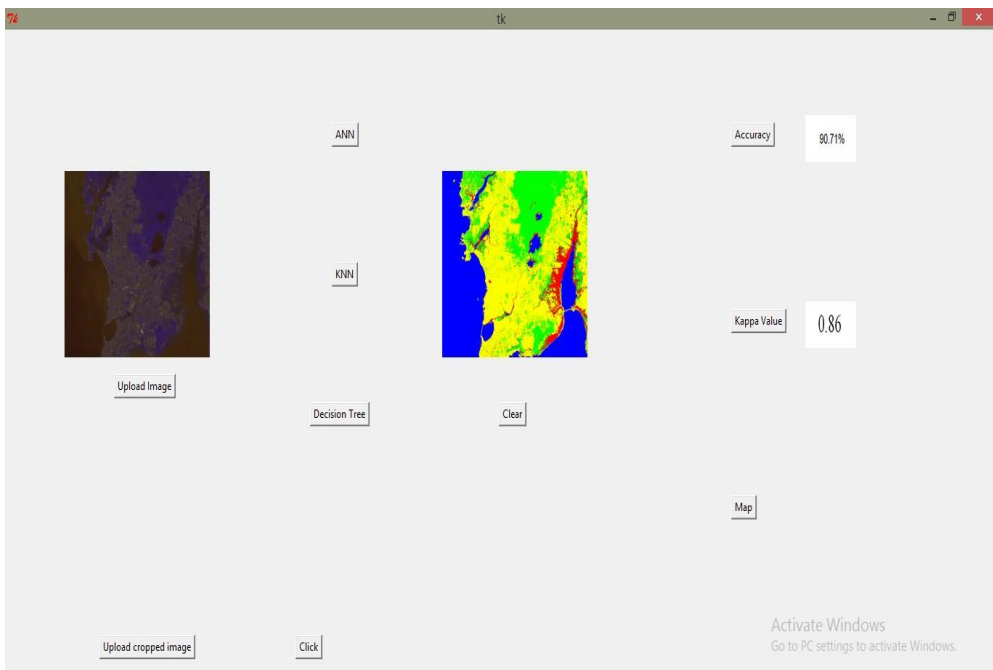 tk
ANN
Accuracy
90.71%
KNN
Kappa Value
0.86
Upload Image
Decision Tree
Clear
Map
Activate Windows
Go to PC settings to activate Windows.
Upload cropped image
Click